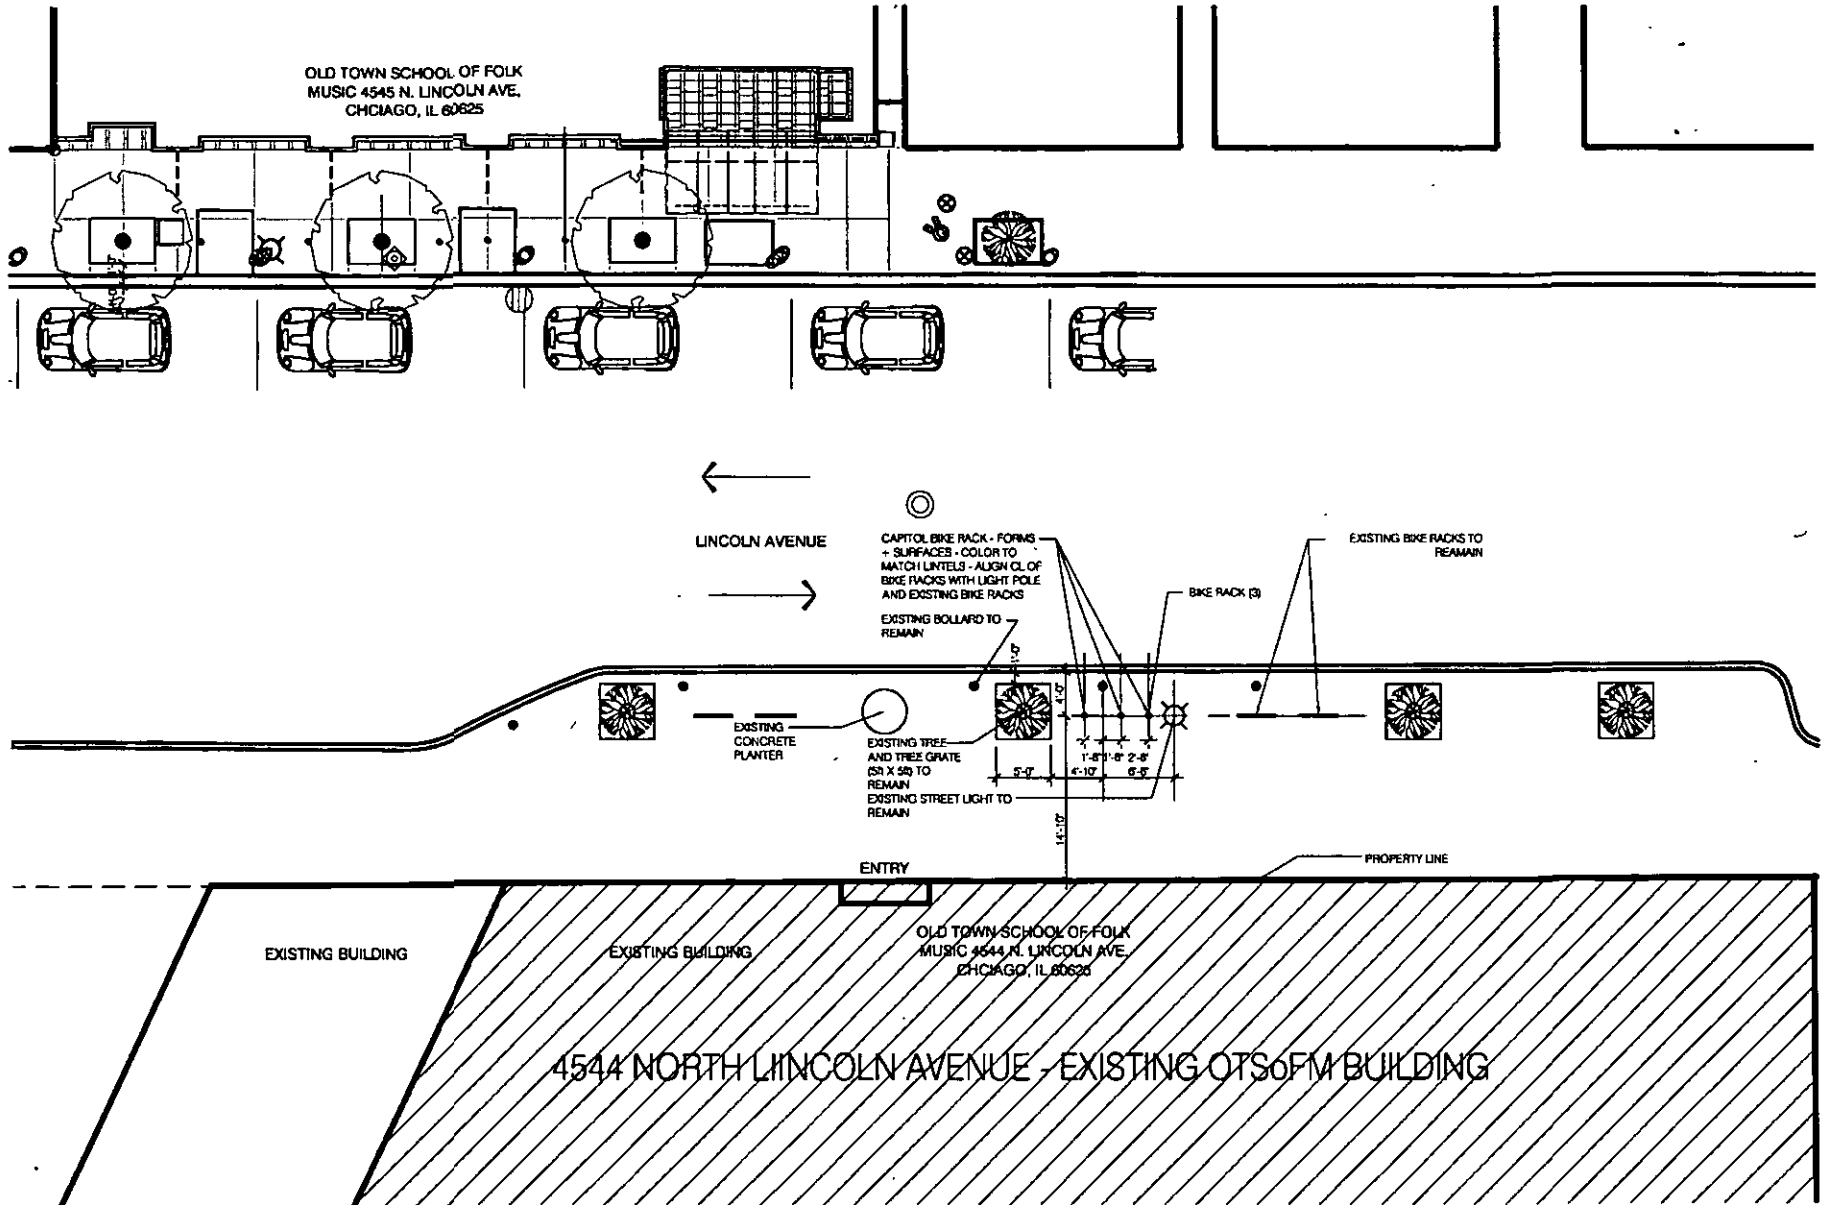 OLD TOWN SCHOOL OF FOLK
MUSIC 4545 N. LINCOLN AVE,
CHCIAGO, IL 60625
LINCOLN AVENUE
CAPITOL BIKE RACK - FORMS
+ SURFACES - COLOR TO
MATCH LINTELS - ALIGN CL OF
BIKE RACKS WITH LIGHT POLE
AND EXISTING BIKE RACKS
EXISTING BIKE RACKS TO
REAMAIN
BIKE RACK (3)
EXISTING BOLLARD TO
REMAIN
1'-0"
4'-0"
EXISTING
CONCRETE
PLANTER
EXISTING TREE
AND TREE GRATE
(5ft X 5ft) TO
REMAIN
EXISTING STREET LIGHT TO
REMAIN
1'-8" 1'-8" 2'-6"
5'-0" 4'-10" 6'-6"
14'-10"
ENTRY
PROPERTY LINE
EXISTING BUILDING
EXISTING BUILDING
OLD TOWN SCHOOL OF FOLK
MUSIC 4544 N. LINCOLN AVE.
CHCIAGO, IL 60625
4544 NORTH LIINCOLN AVENUE - EXISTING OTSoFM BUILDING